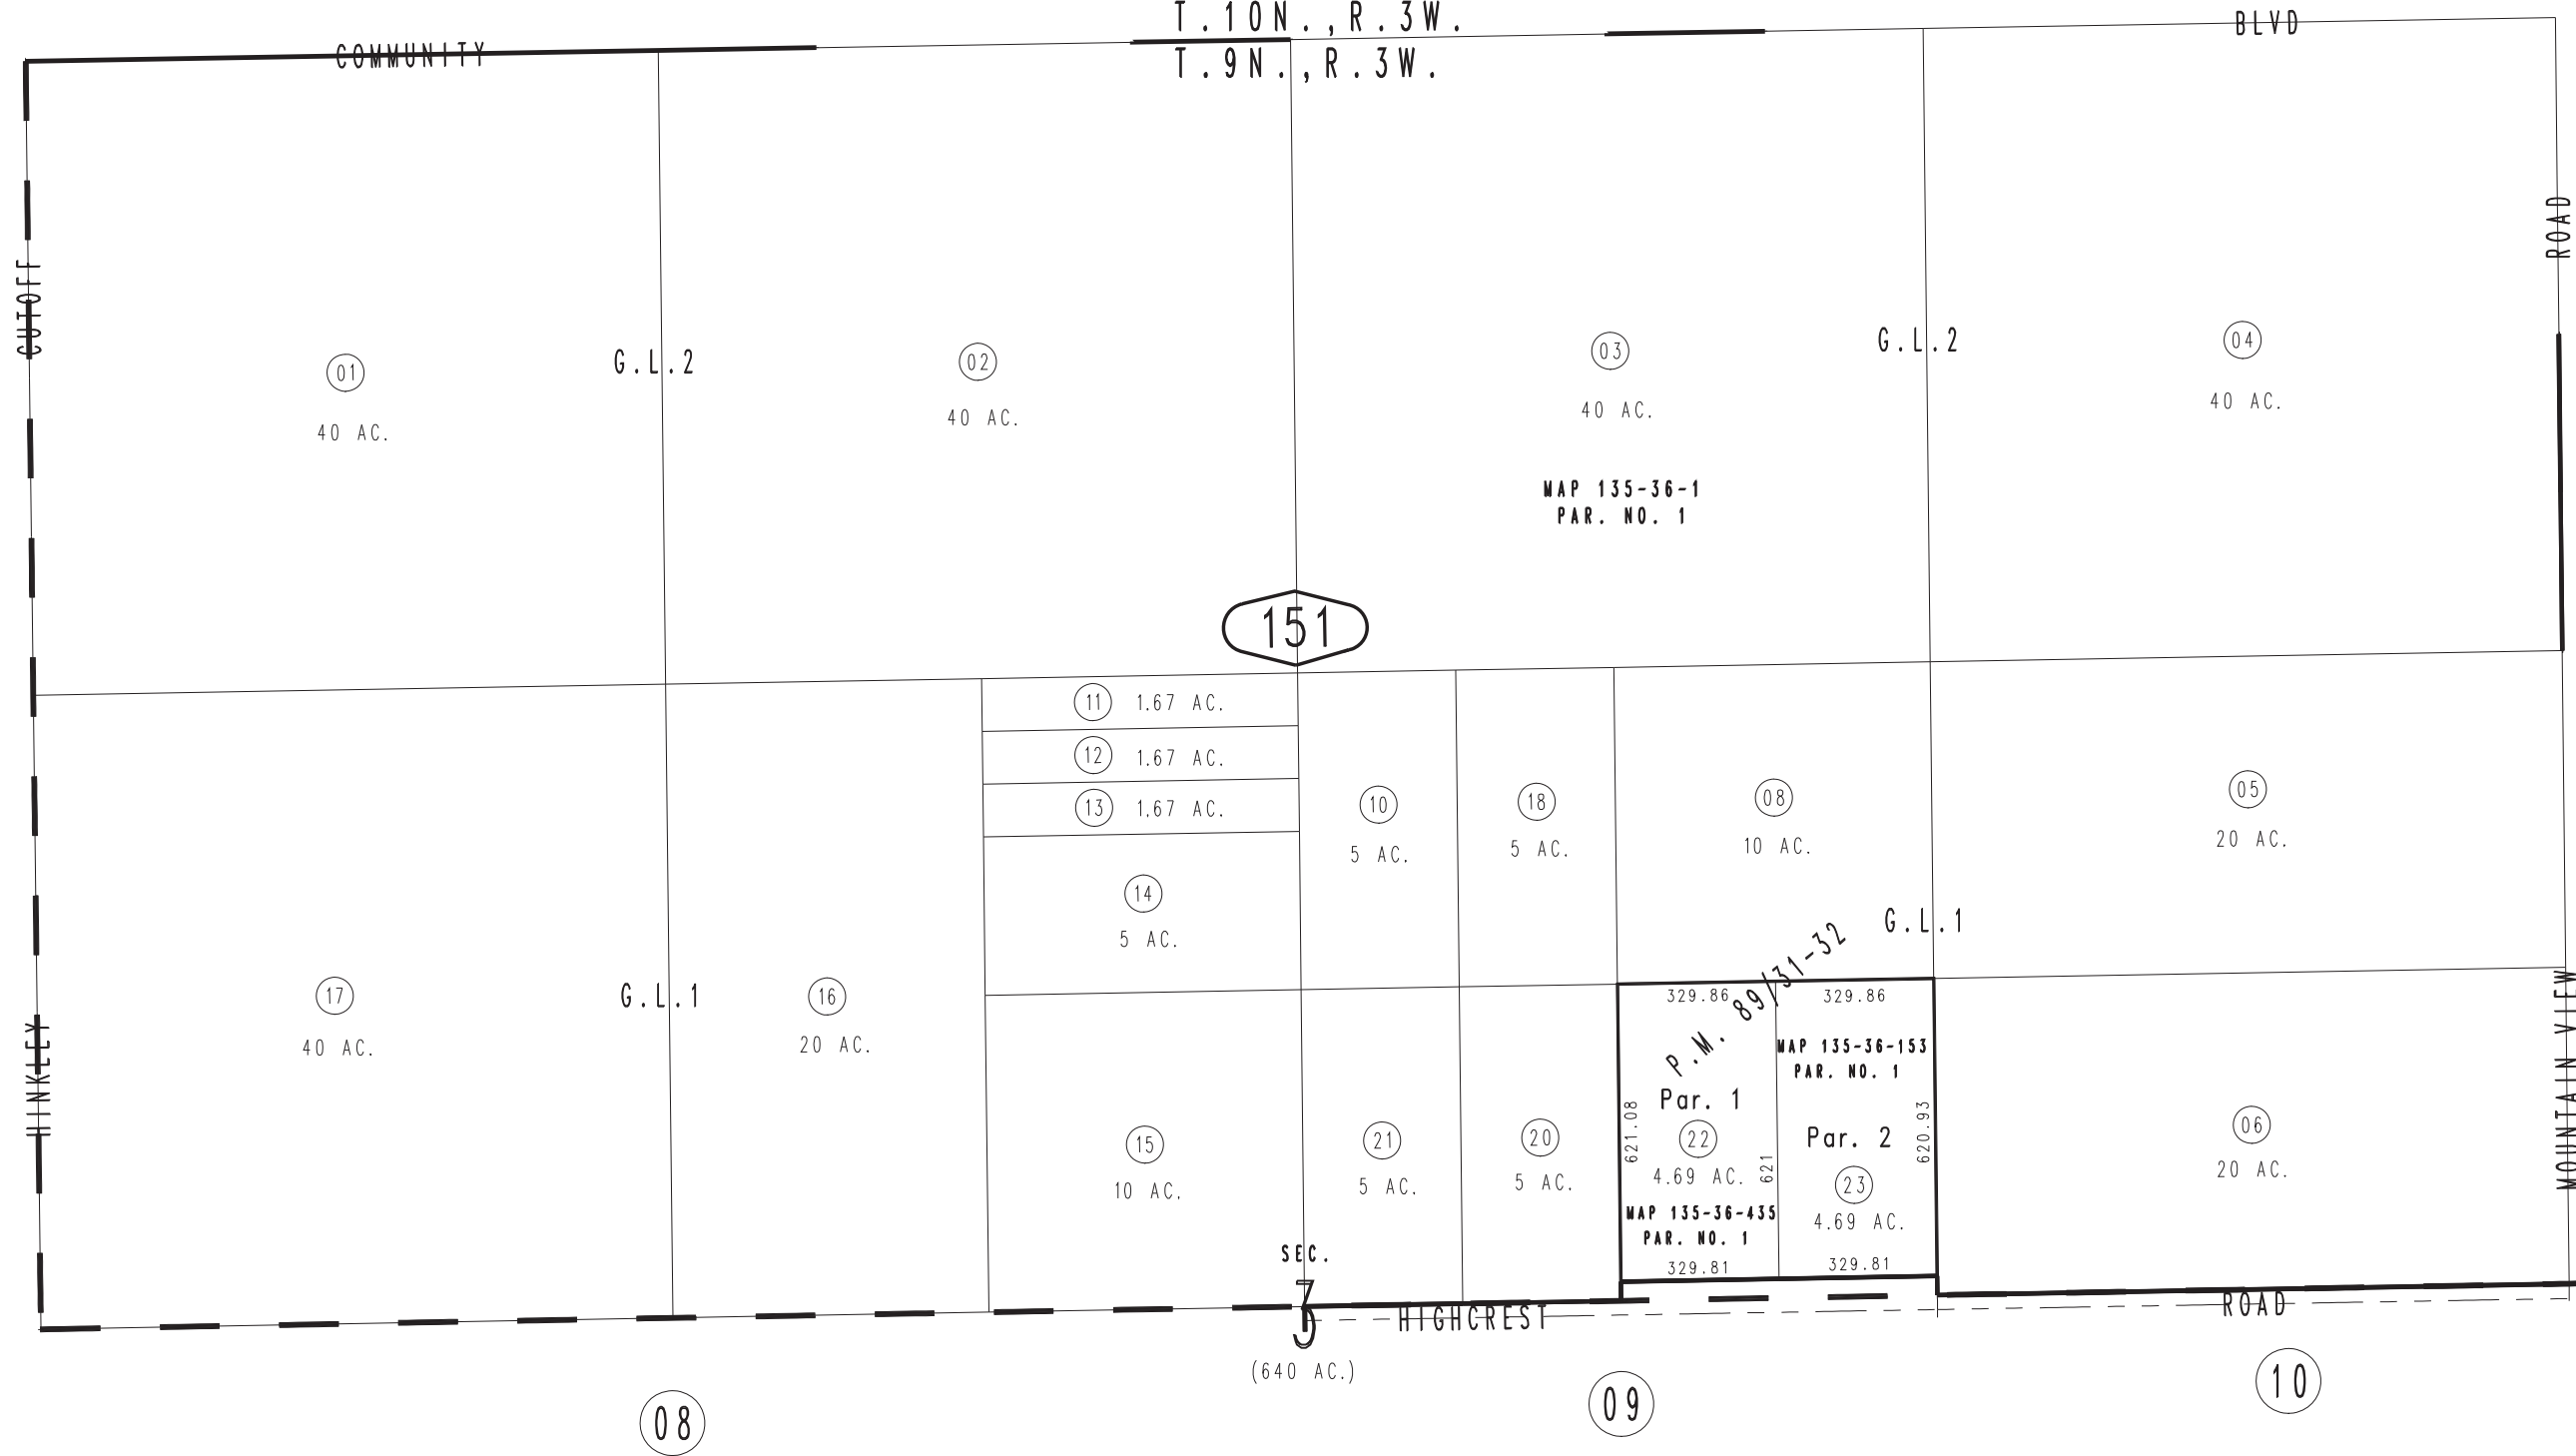 T.10N.,R.3W.
COMMUNITY
BLVD
T.9N.,R.3W.
ROAD
CUTOFF
01
40 AC.
G.L.2
02
40 AC.
03
40 AC.
G.L.2
04
40 AC.
MAP 135-36-1
PAR. NO. 1
151
11 1.67 AC.
12 1.67 AC.
13 1.67 AC.
10
5 AC.
18
5 AC.
08
10 AC.
05
20 AC.
14
5 AC.
G.L.1
17
40 AC.
G.L.1
16
20 AC.
P.M. 89/31-32
329.86
329.86
MAP 135-36-153
PAR. NO. 1
HINKLEY
MOUNTAIN VIEW
Par. 1
621.08
22
4.69 AC.
621
Par. 2
620.93
23
4.69 AC.
15
10 AC.
21
5 AC.
20
5 AC.
06
20 AC.
MAP 135-36-435
PAR. NO. 1
329.81
329.81
SEC.
3
HIGHCREST
ROAD
(640 AC.)
08
09
10